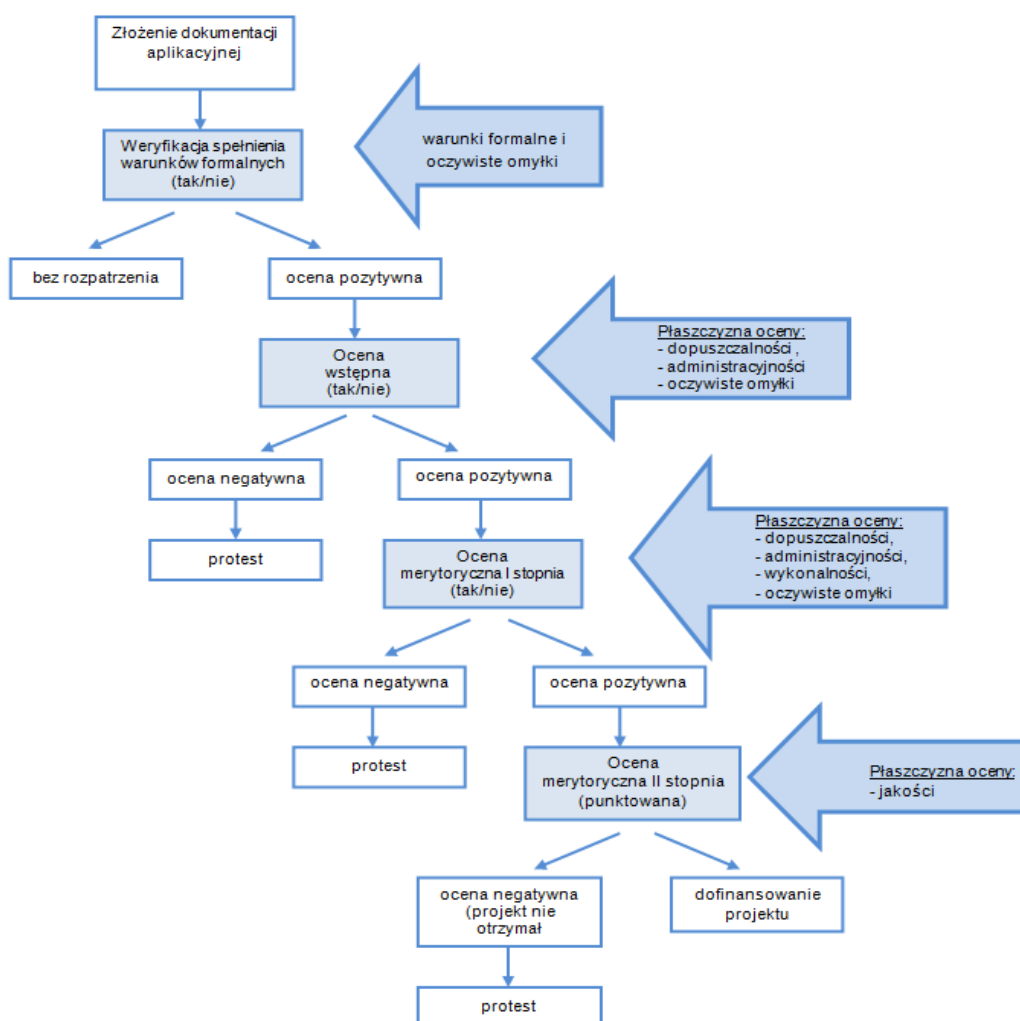 Złożenie dokumentacji
aplikacyjnej
Weryfikacja spełnienia
warunków formalnych
(tak/nie)
warunki formalne i
oczywiste omyłki
bez rozpatrzenia
ocena pozytywna
Ocena
wstępna
(tak/nie)
Płaszczyzna oceny:
- dopuszczalności ,
- administracyjności
- oczywiste omyłki
ocena negatywna
ocena pozytywna
protest
Ocena
merytoryczna I stopnia
(tak/nie)
Płaszczyzna oceny:
- dopuszczalności,
- administracyjności,
- wykonalności,
- oczywiste omyłki
ocena negatywna
ocena pozytywna
protest
Ocena
merytoryczna II stopnia
(punktowana)
Płaszczyzna oceny:
- jakości
ocena negatywna
(projekt nie
otrzymał
dofinansowanie
projektu
protest